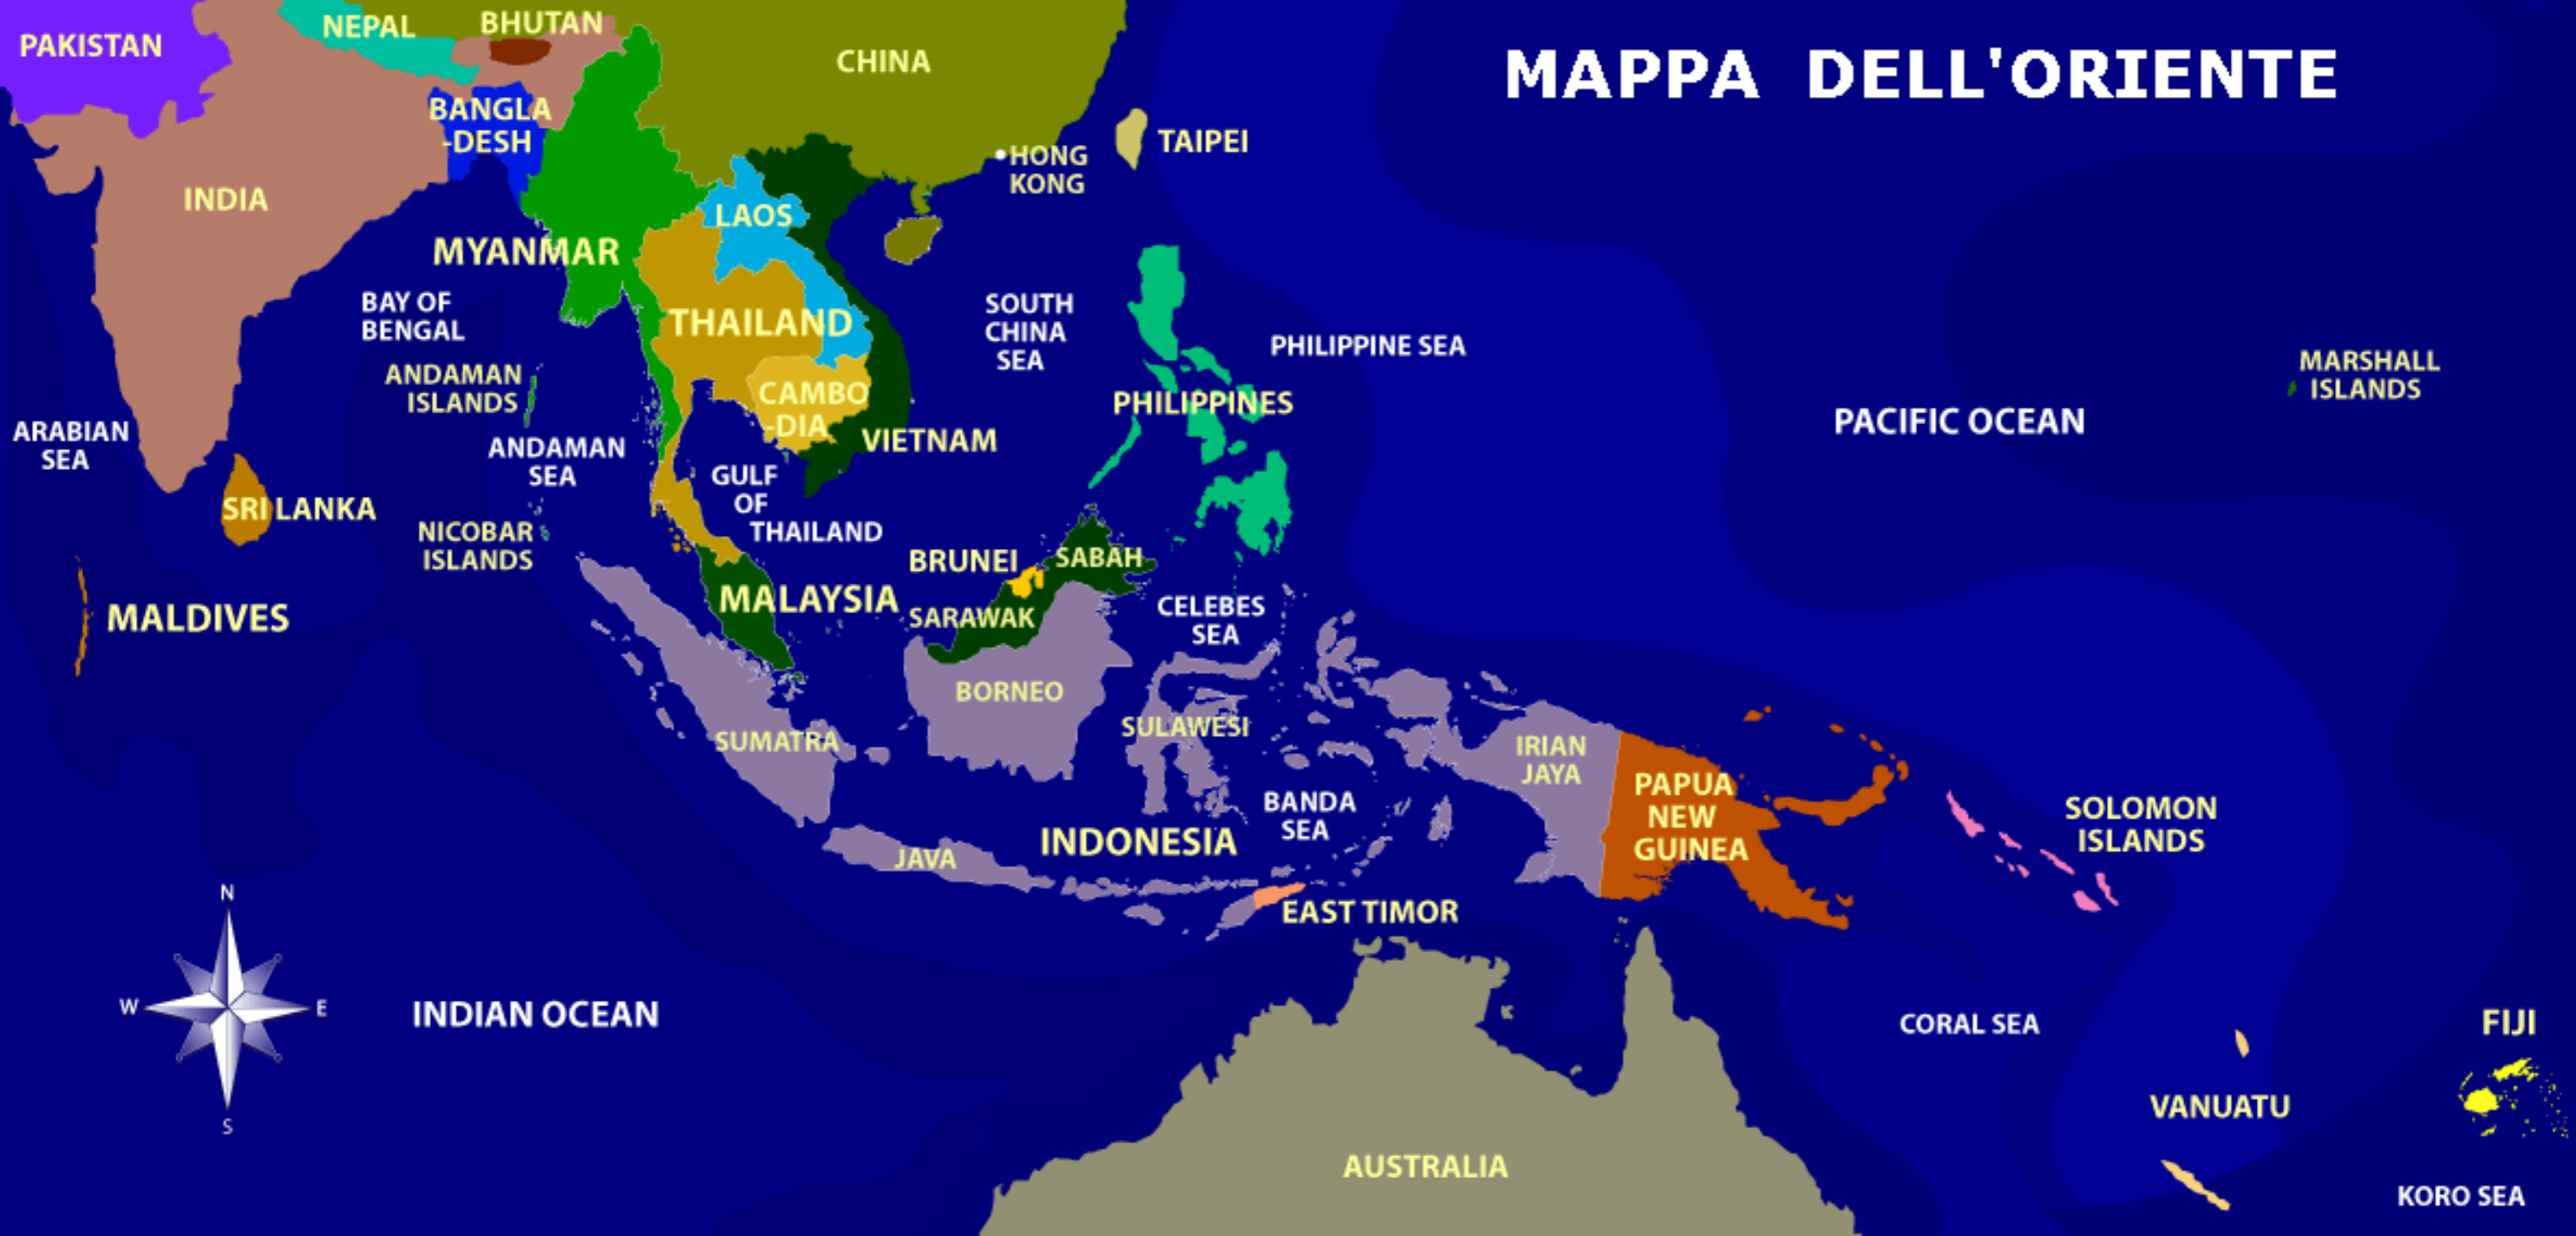 MAPPA DELL'ORIENTE
PAKISTAN
NEPAL
BHUTAN
CHINA
BANGLA
-DESH
HONG
KONG
TAIPEI
INDIA
LAOS
MYANMAR
BAY OF
BENGAL
THAILAND
SOUTH
CHINA
SEA
PHILIPPINE SEA
MARSHALL
ISLANDS
ANDAMAN
ISLANDS
CAMBO
-DIA
PHILIPPINES
PACIFIC OCEAN
ARABIAN
SEA
ANDAMAN
SEA
VIETNAM
GULF
OF
THAILAND
SRI LANKA
NICOBAR
ISLANDS
BRUNEI
SABAH
MALDIVES
MALAYSIA
SARAWAK
CELEBES
SEA
BORNEO
SUMATRA
SULAWESI
IRIAN
JAYA
PAPUA
NEW
GUINEA
BANDA
SEA
SOLOMON
ISLANDS
INDONESIA
JAVA
EAST TIMOR
N
W
E
S
INDIAN OCEAN
CORAL SEA
FIJI
VANUATU
AUSTRALIA
KORO SEA